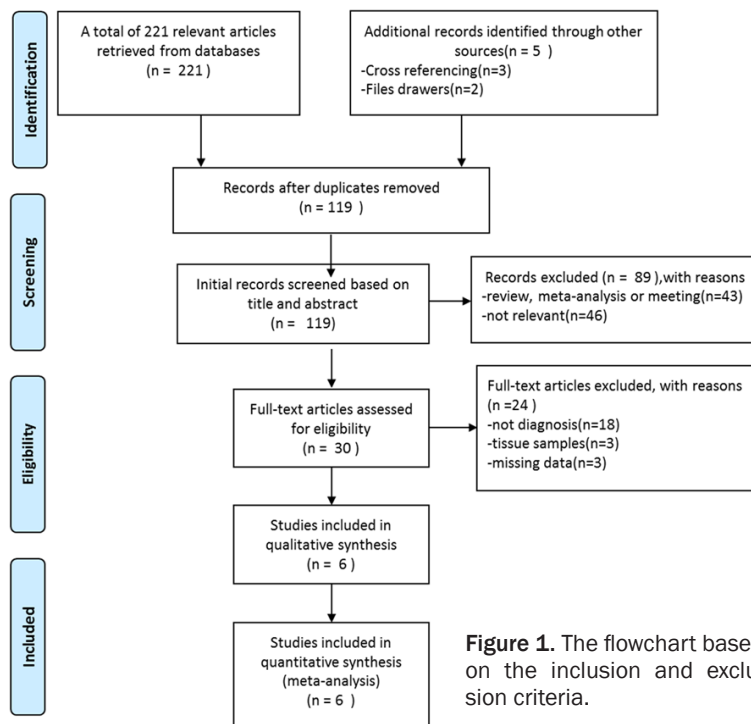 A total of 221 relevant articles
retrieved from databases
(n = 221)
Additional records identified through other
sources(n = 5 )
-Cross referencing(n=3)
-Files drawers(n=2)
Identification
Records after duplicates removed
(n = 119 )
Screening
Initial records screened based on
title and abstract
(n = 119)
Records excluded (n = 89),with reasons
-review, meta-analysis or meeting(n=43)
-not relevant(n=46)
Eligibility
Full-text articles assessed
for eligibility
(n = 30 )
Full-text articles excluded, with reasons
(n =24 )
-not diagnosis(n=18)
-tissue samples(n=3)
-missing data(n=3)
Studies included in
qualitative synthesis
(n = 6 )
Included
Studies included in
quantitative synthesis
(meta-analysis)
(n = 6 )
Figure 1. The flowchart base
on the inclusion and exclu
sion criteria.